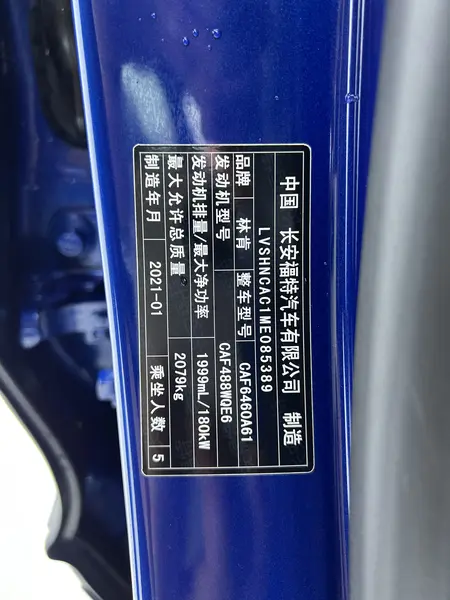 中国 长安福特汽车有限公司 制造
LVSHNCAC1ME085389
品牌 林肯 整车型号 CAF6460A61
发动机型号 CAF488WQE6
发动机排量/最大净功率 1999mL/180kW
最大允许总质量 2079kg
制造年月 2021-01 乘坐人数 5